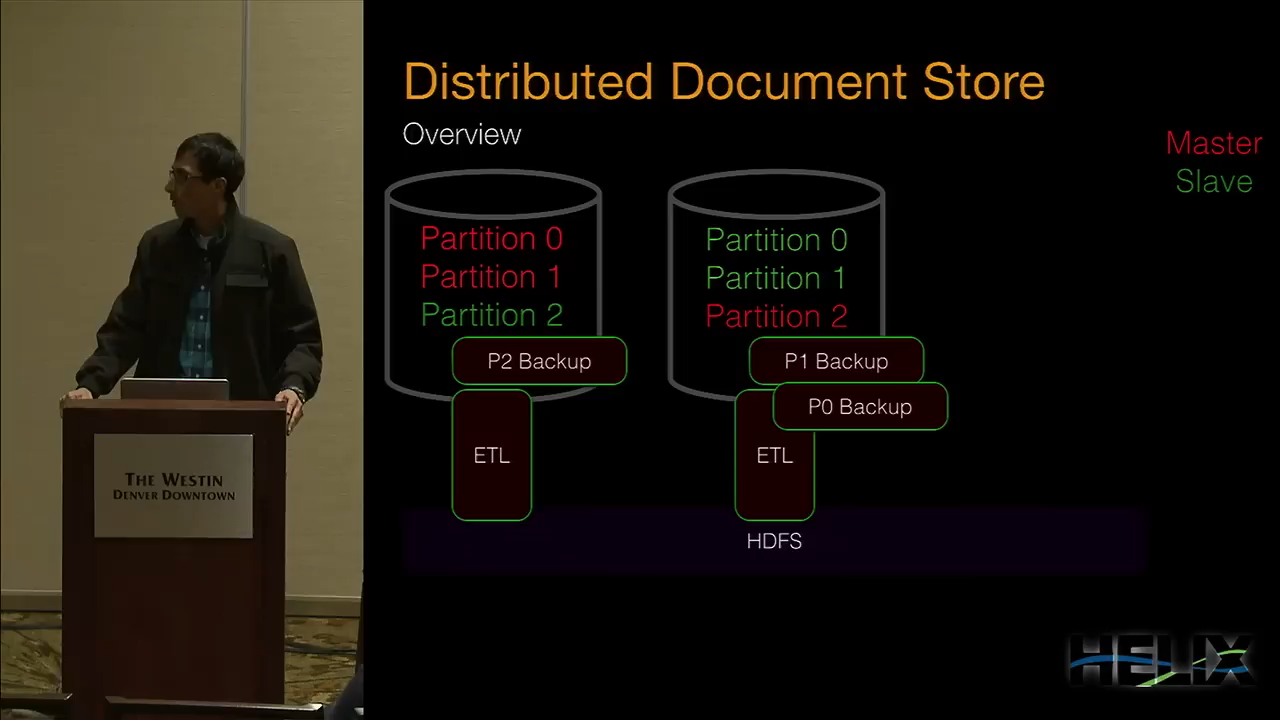 Distributed Document Store
Overview
Master
Slave
Partition 0
Partition 1
Partition 2
P2 Backup
ETL
Partition 0
Partition 1
Partition 2
P1 Backup
P0 Backup
ETL
HDFS
HELIX
THE WESTIN
DENVER DOWNTOWN